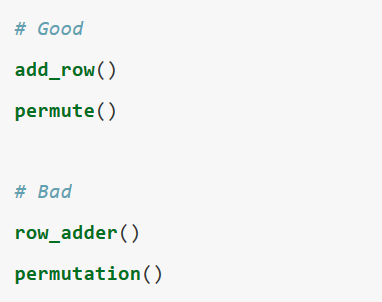 # Good
add_row()
permute()
# Bad
row_adder()
permutation()